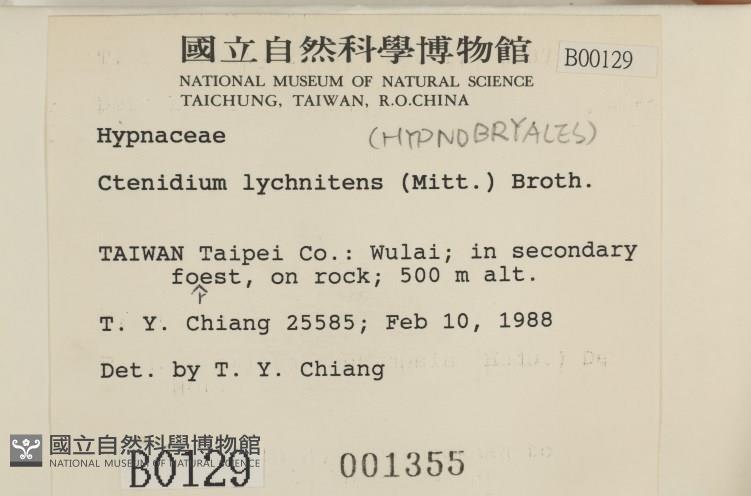 國立自然科學博物館
B00129
NATIONAL MUSEUM OF NATURAL SCIENCE
TAICHUNG, TAIWAN, R.O.CHINA
Hypnaceae (HYPNOBRYALES)
Ctenidium lychnitens (Mitt.) Broth.
TAIWAN Taipei Co.: Wulai; in secondary
foest, on rock; 500 m alt.
r
T. Y. Chiang 25585; Feb 10, 1988
Det. by T. Y. Chiang
國立自然科學博物館
NATIONAL MUSEUM OF NATURAL SCIENCE
B0129
001355